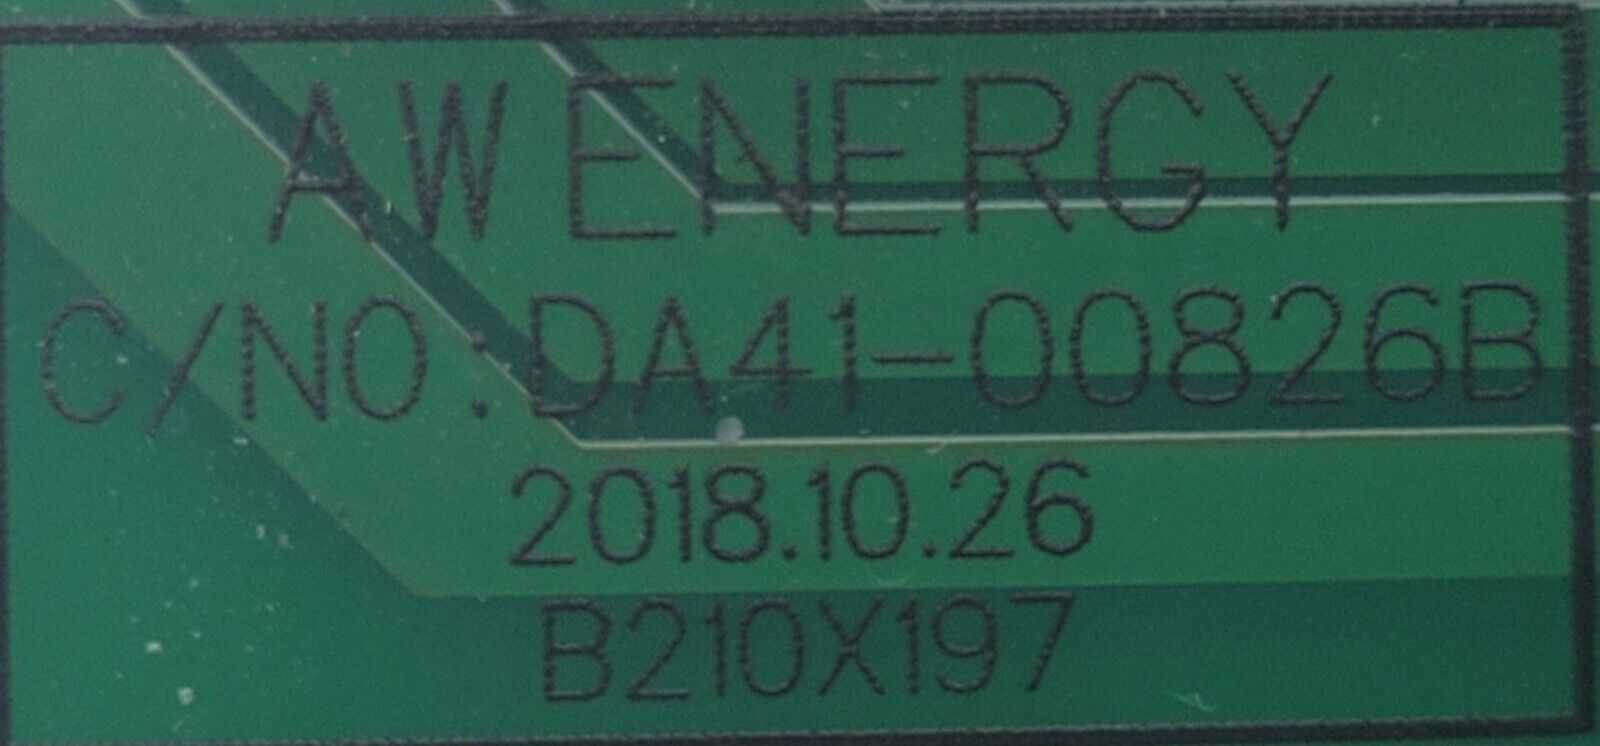 AW ENERGY
C/NO:DA41-00826B
2018.10.26
B210X197